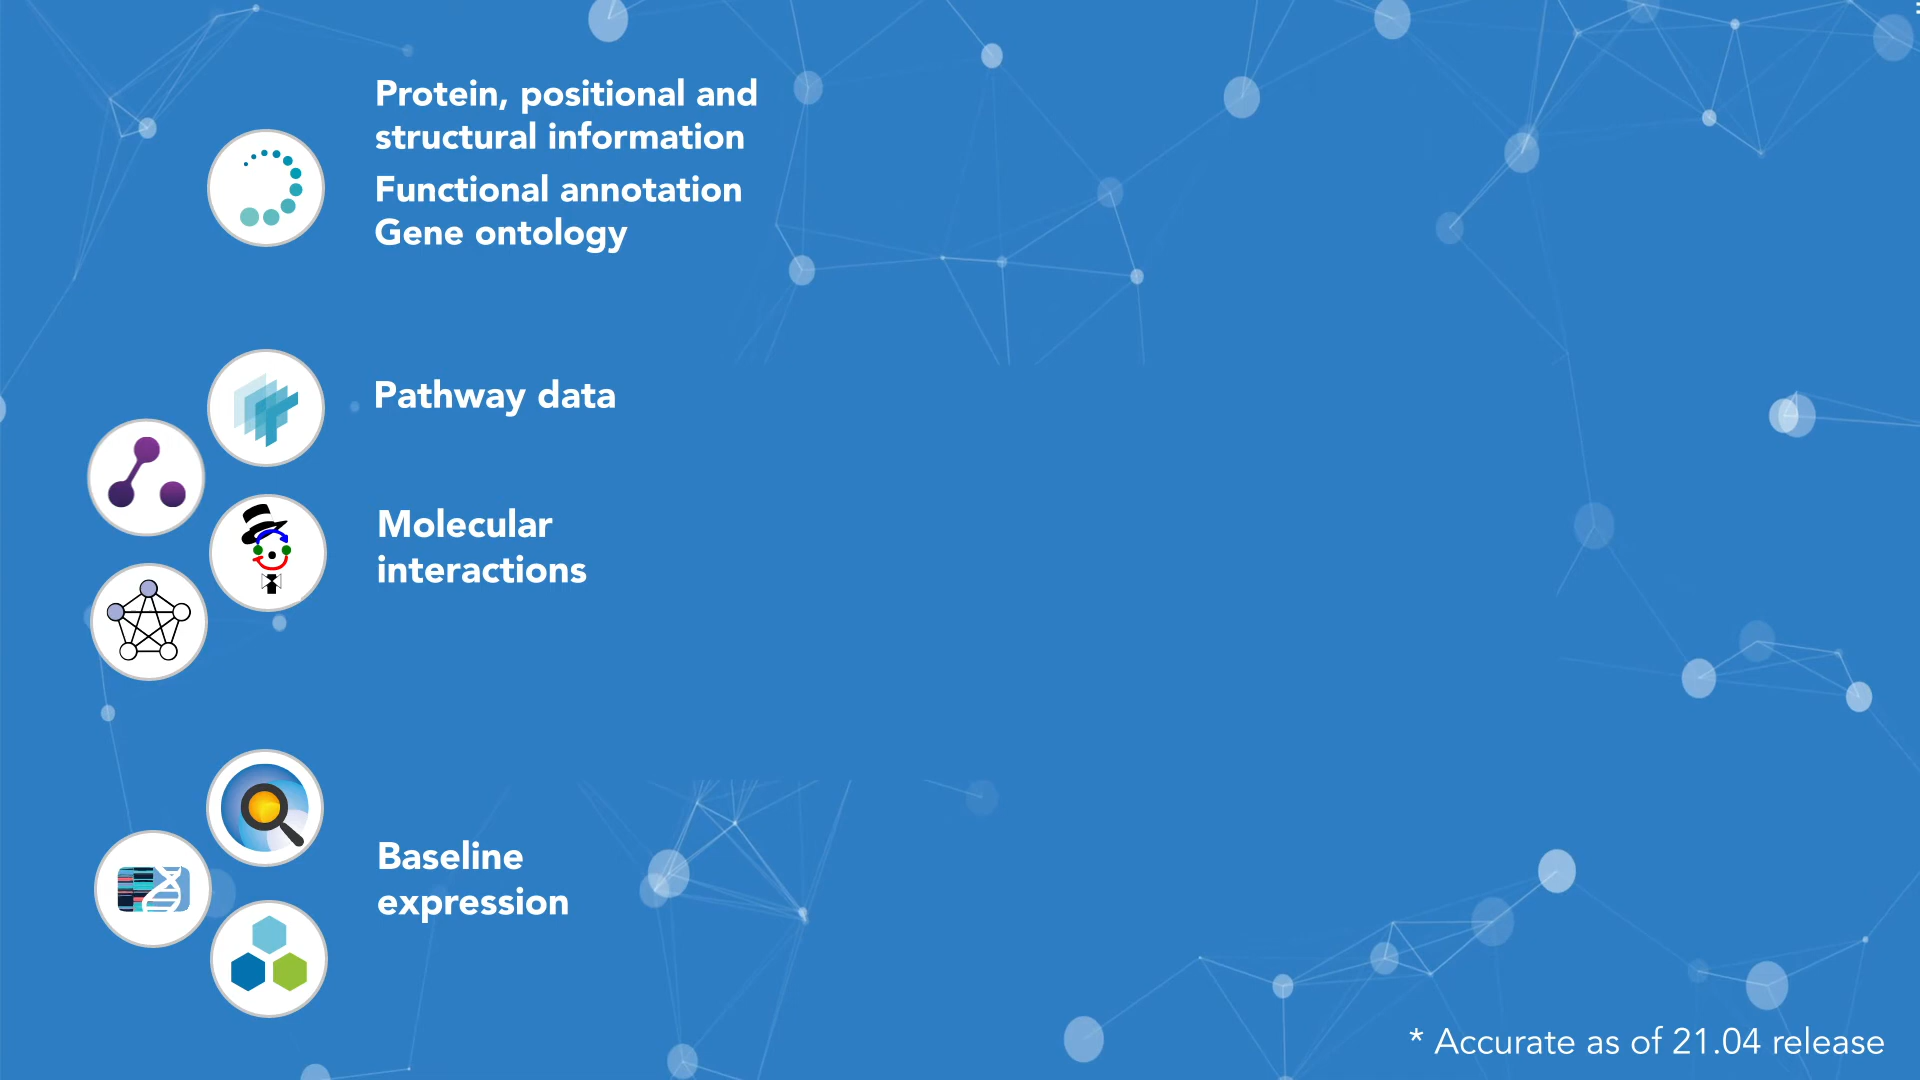 Protein, positional and
structural information
Functional annotation
Gene ontology
Pathway data
Molecular
interactions
Baseline
expression
* Accurate as of 21.04 release